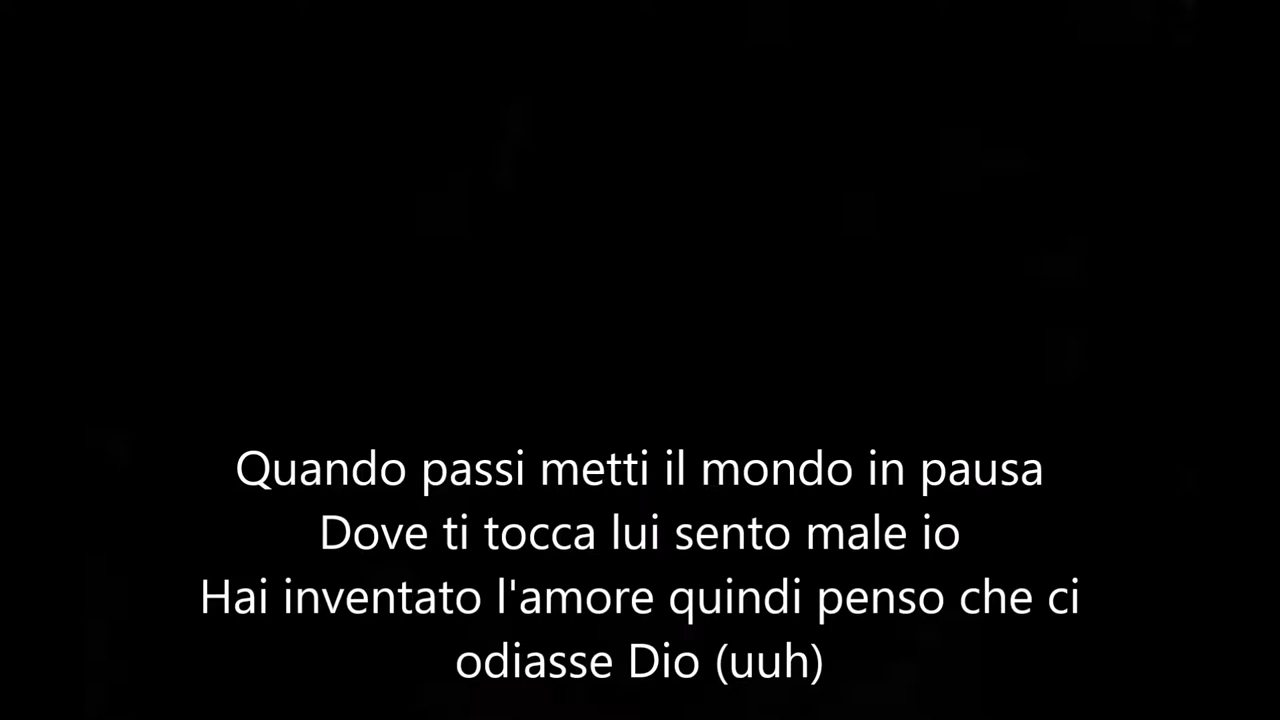 Quando passi metti il mondo in pausa
Dove ti tocca lui sento male io
Hai inventato l'amore quindi penso che ci
odiasse Dio (uuh)